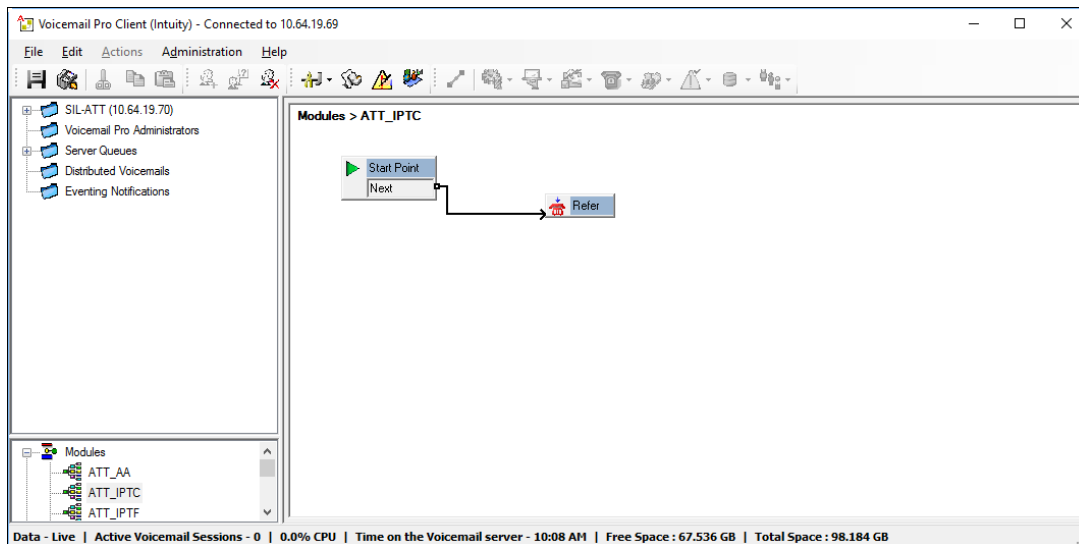 Voicemail Pro Client (Intuity) - Connected to 10.64.19.69
File Edit Actions Administration Help
SIL-ATT (10.64.19.70)
Voicemail Pro Administrators
Server Queues
Distributed Voicemails
Eventing Notifications
Modules > ATT_IPTC
Start Point
Next
Refer
Modules
ATT_AA
ATT_IPTC
ATT_IPTF
Data - Live | Active Voicemail Sessions - 0 | 0.0% CPU | Time on the Voicemail server - 10:08 AM | Free Space : 67.536 GB | Total Space : 98.184 GB